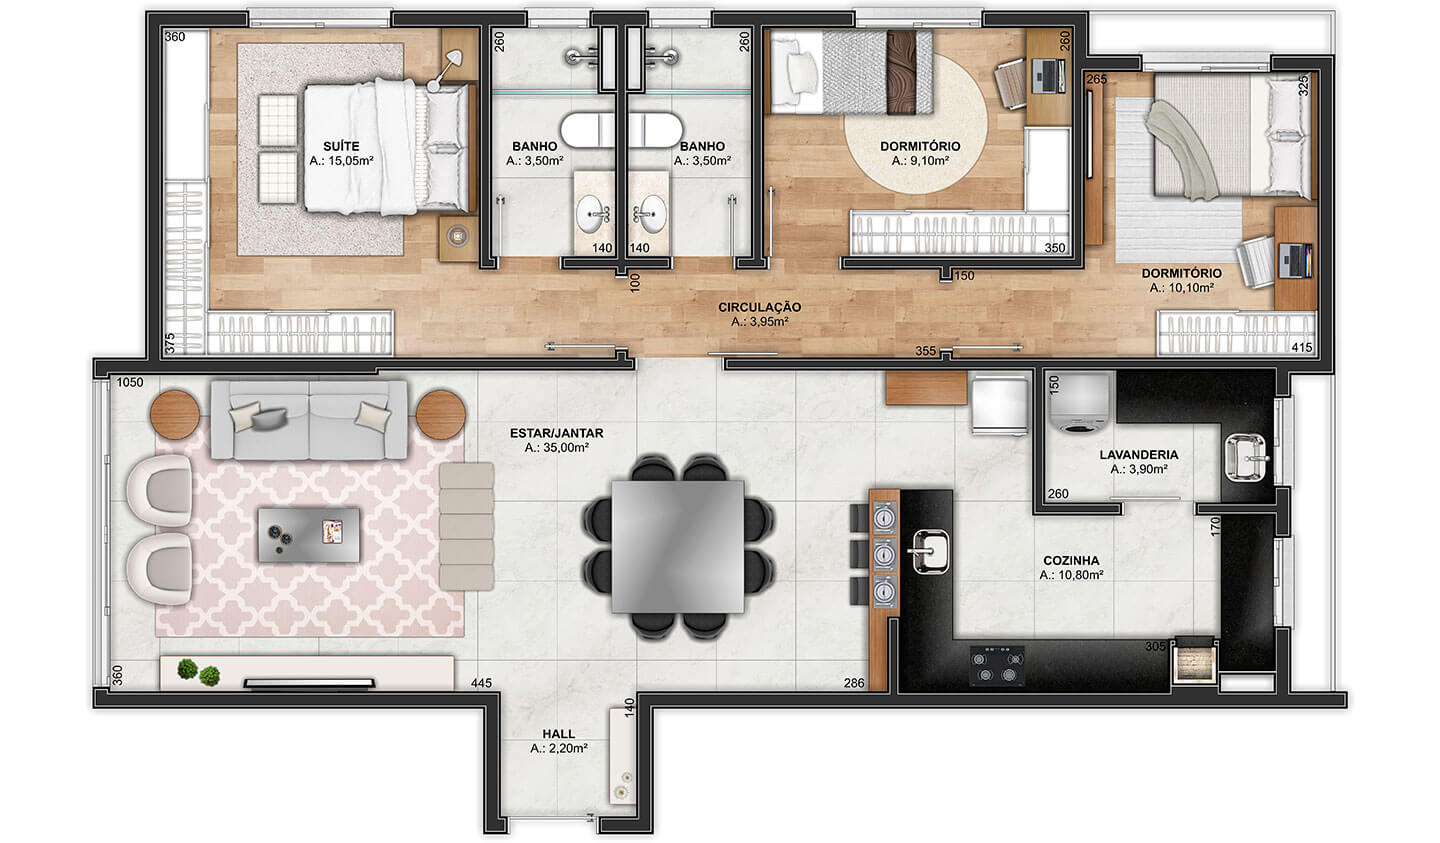 360
260
260
260
265
325
SUÍTE
A.: 15,05m²
BANHO
A.: 3,50m²
BANHO
A.: 3,50m²
DORMITÓRIO
A.: 9,10m²
140
140
350
DORMITÓRIO
A.: 10,10m²
100
150
CIRCULAÇÃO
A.: 3,95m²
375
355
415
1050
150
ESTAR/JANTAR
A.: 35,00m²
LAVANDERIA
A.: 3,90m²
260
170
COZINHA
A.: 10,80m²
305
360
445
286
140
HALL
A.: 2,20m²